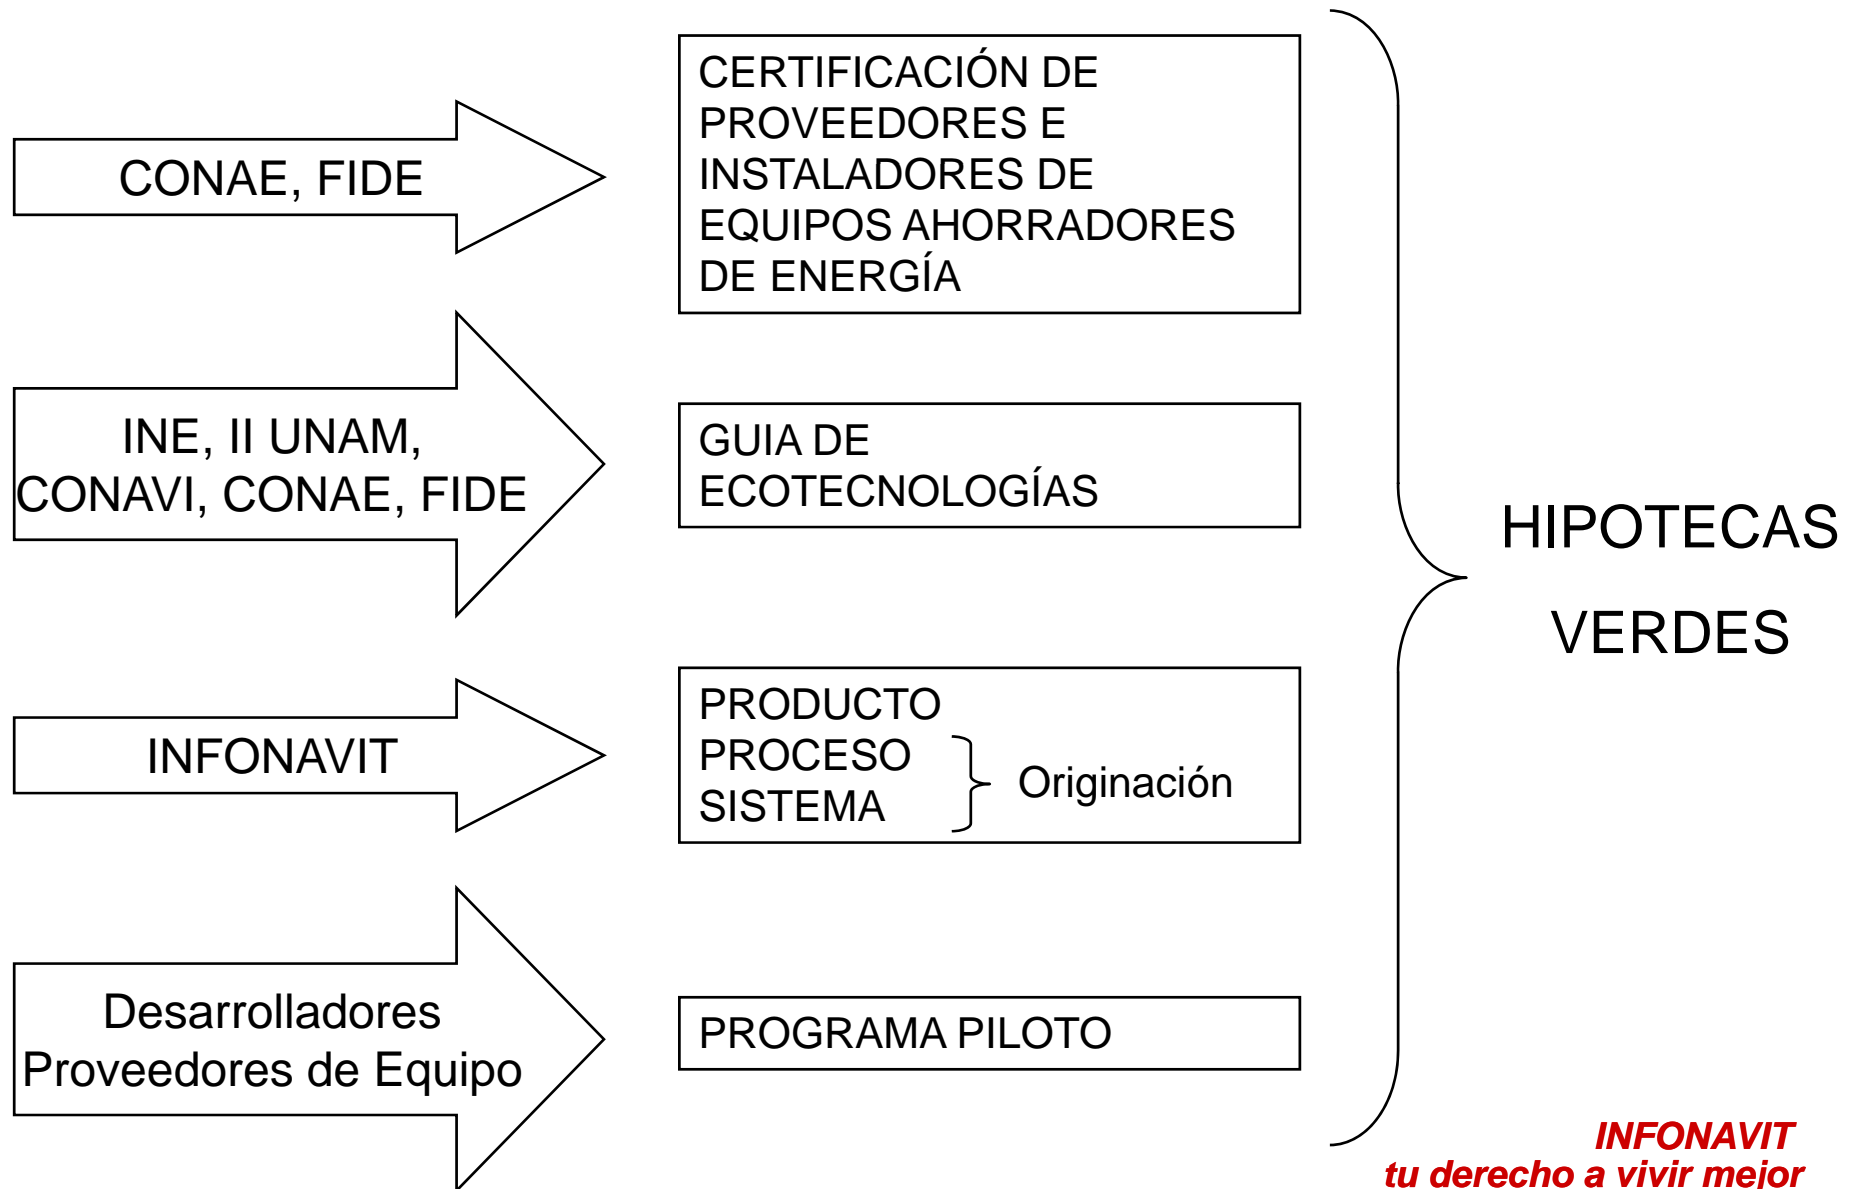 CONAE, FIDE
CERTIFICACIÓN DE
PROVEEDORES E
INSTALADORES DE
EQUIPOS AHORRADORES
DE ENERGÍA
INE, II UNAM,
CONAVI, CONAE, FIDE
GUIA DE
ECOTECNOLOGÍAS
INFONAVIT
PRODUCTO
PROCESO
SISTEMA
Originación
Desarrolladores
Proveedores de Equipo
PROGRAMA PILOTO
HIPOTECAS
VERDES
INFONAVIT
tu derecho a vivir mejor